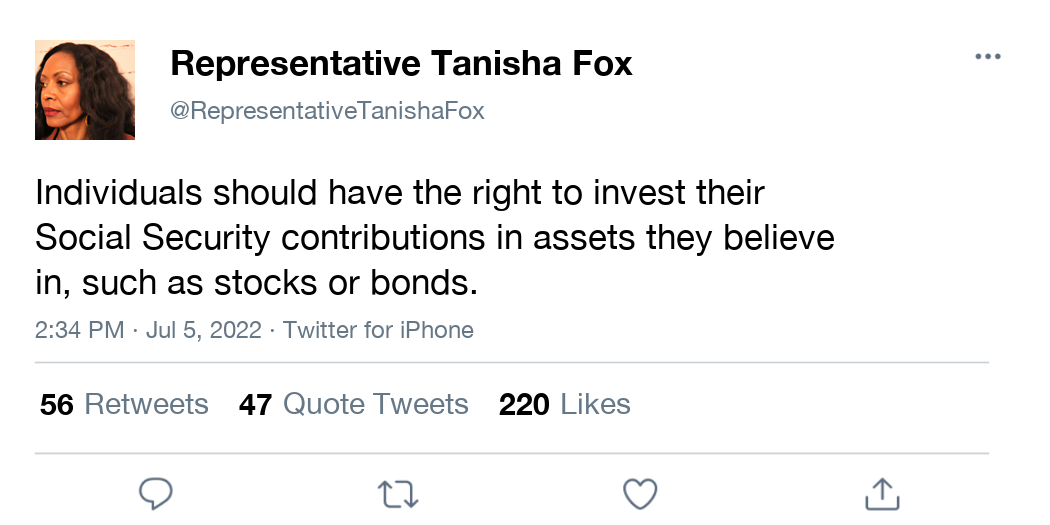 Representative Tanisha Fox
@RepresentativeTanishaFox
Individuals should have the right to invest their
Social Security contributions in assets they believe
in, such as stocks or bonds.
2:34 PM · Jul 5, 2022 · Twitter for iPhone
56 Retweets 47 Quote Tweets 220 Likes